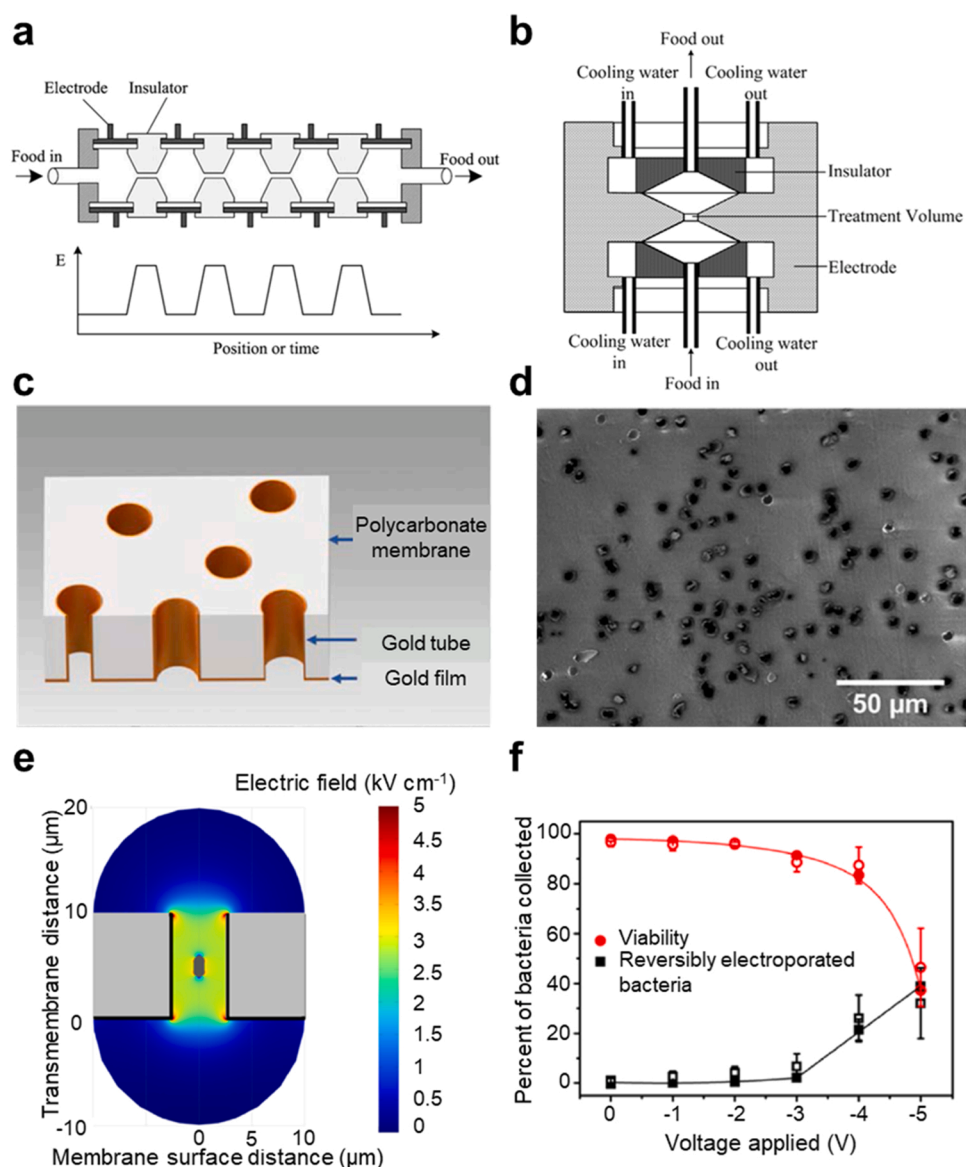 a
Electrode
Insulator
Food in
Food out
E
Position or time
b
Food out
Cooling water
in
Cooling water
out
Insulator
Treatment Volume
Electrode
Cooling water
in
Cooling water
out
Food in
c
Polycarbonate
membrane
Gold tube
Gold film
d
50 µm
e
Electric field (kV cm⁻¹)
Transmembrane distance (µm)
20
10
0
-10
-10
0
10
Membrane surface distance (µm)
5
4.5
4
3.5
3
2.5
2
1.5
1
0.5
0
f
Percent of bacteria collected
100
80
60
40
20
0
Viability
Reversibly electroporated
bacteria
0
-1
-2
-3
-4
-5
Voltage applied (V)